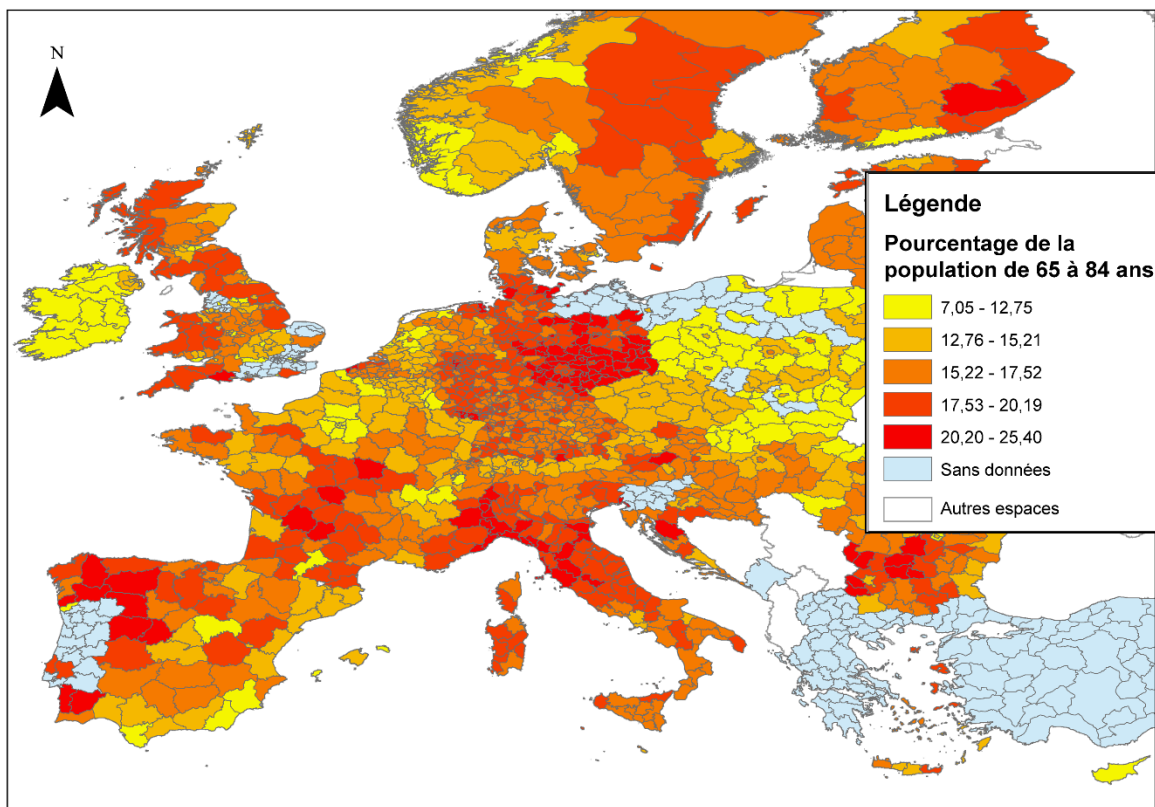 N
Légende
Pourcentage de la
population de 65 à 84 ans
7,05 - 12,75
12,76 - 15,21
15,22 - 17,52
17,53 - 20,19
20,20 - 25,40
Sans données
Autres espaces